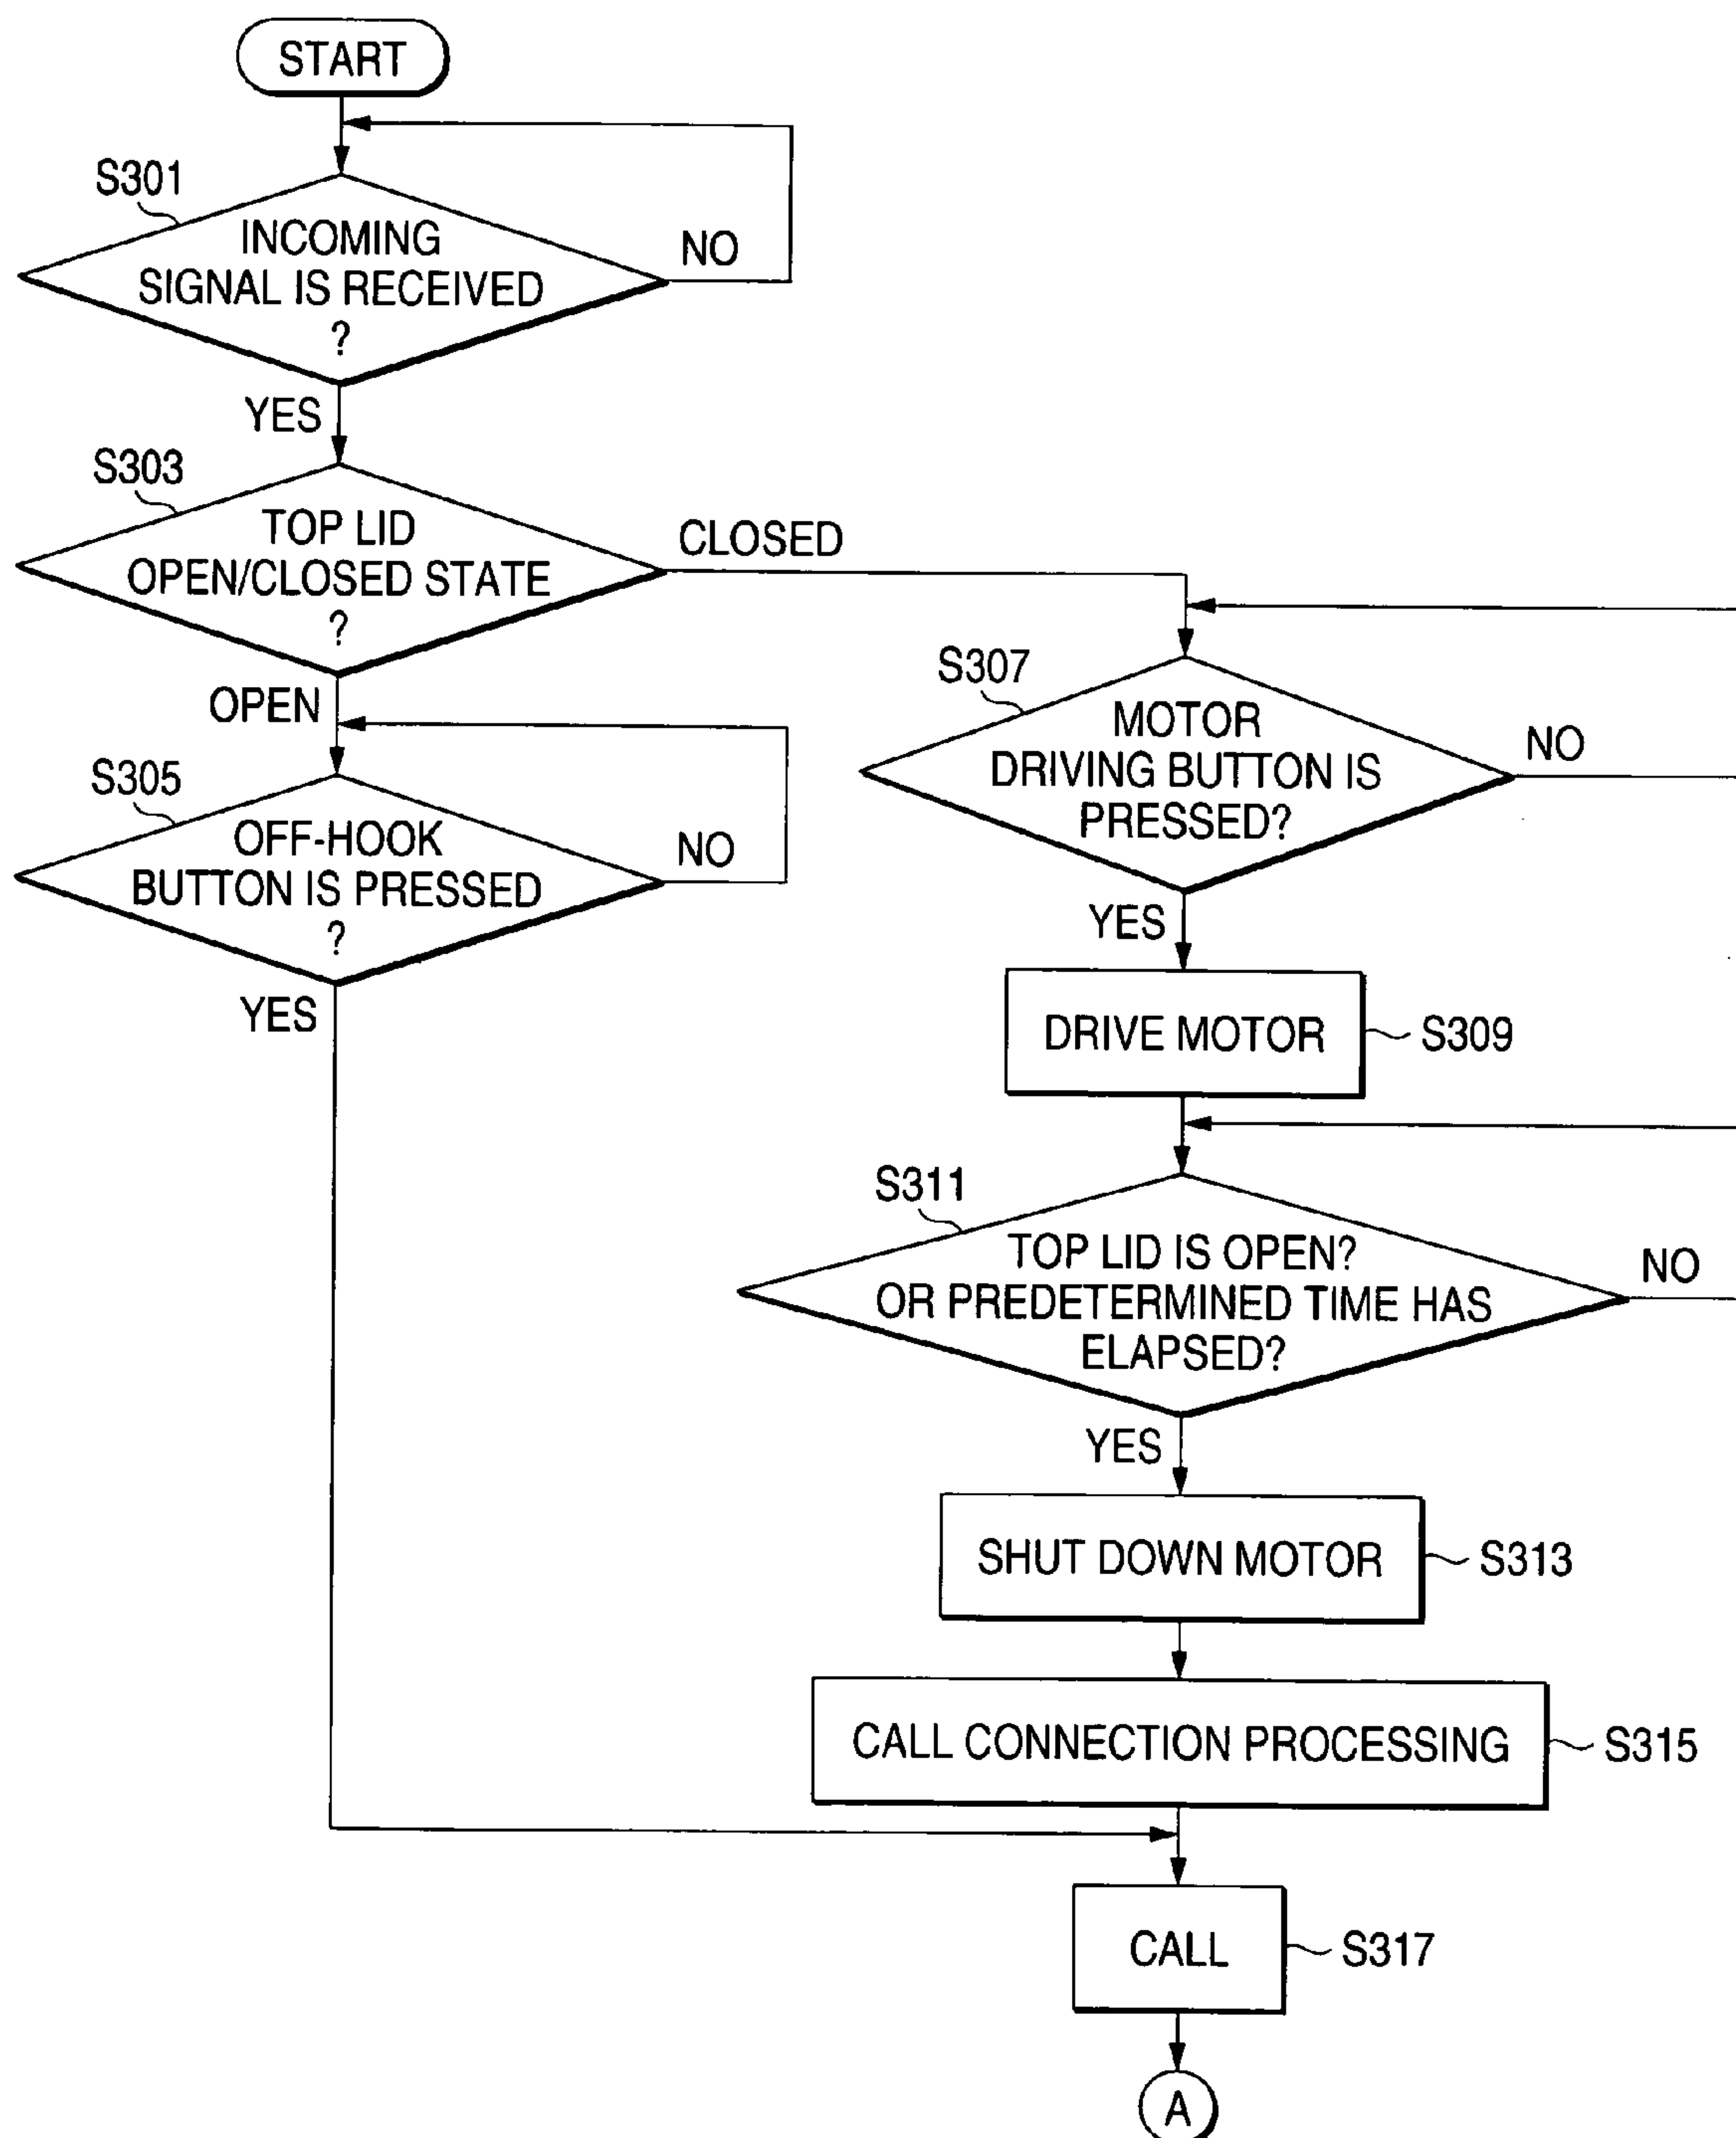 START
S301
INCOMING
SIGNAL IS RECEIVED
?
NO
YES
S303
TOP LID
OPEN/CLOSED STATE
?
CLOSED
OPEN
S305
OFF-HOOK
BUTTON IS PRESSED
?
NO
YES
S307
MOTOR
DRIVING BUTTON IS
PRESSED?
NO
YES
DRIVE MOTOR
S309
S311
TOP LID IS OPEN?
OR PREDETERMINED TIME HAS
ELAPSED?
NO
YES
SHUT DOWN MOTOR
S313
CALL CONNECTION PROCESSING
S315
CALL
S317
A